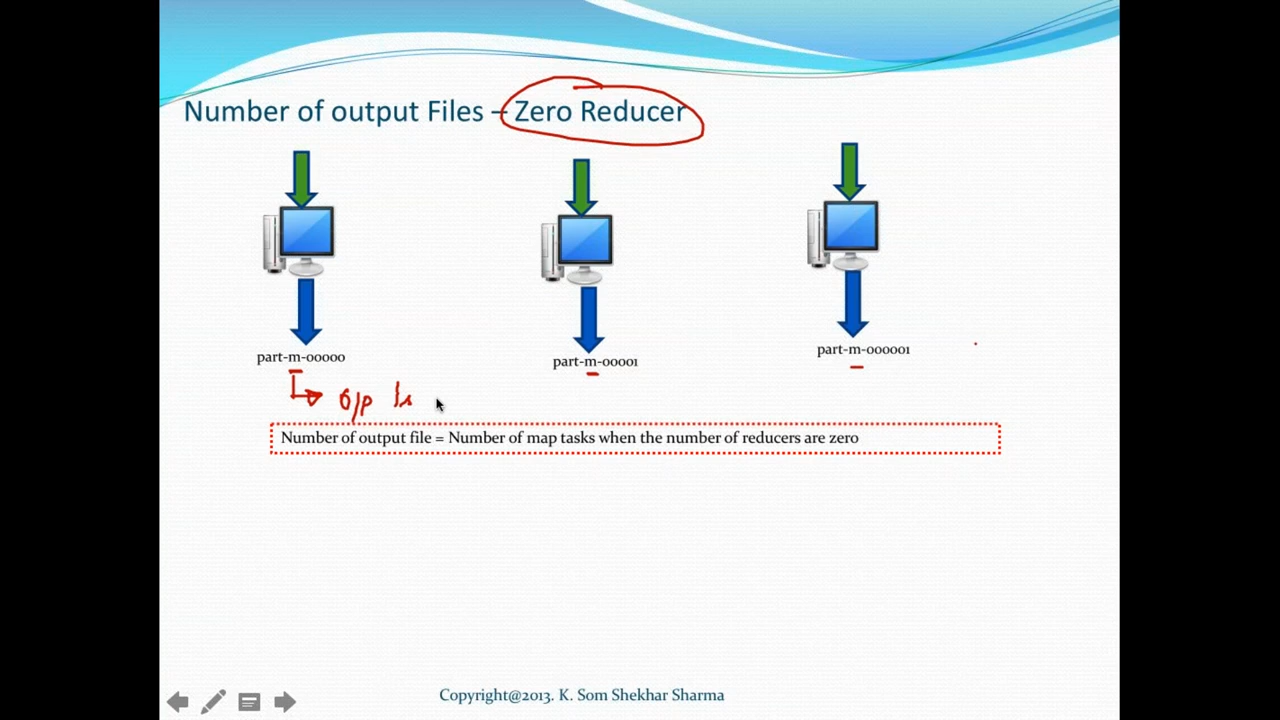 Number of output Files – Zero Reducer
part-m-00000
part-m-00001
part-m-000001
o/p
Number of output file = Number of map tasks when the number of reducers are zero
Copyright@2013. K. Som Shekhar Sharma